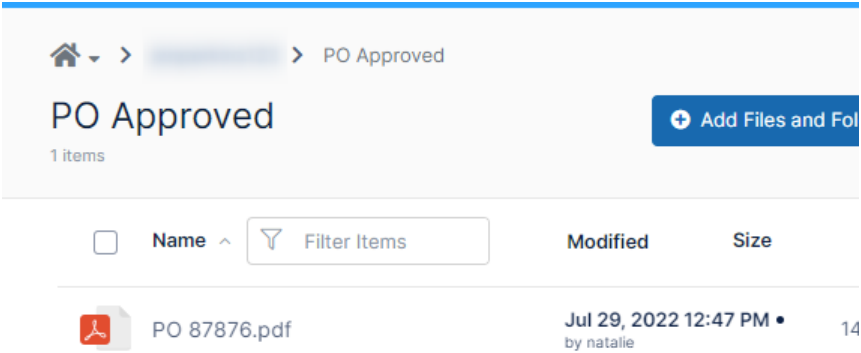 PO Approved
PO Approved
Add Files and Fol
1 items
Name Filter Items Modified Size
PO 87876.pdf Jul 29, 2022 12:47 PM • 14
by natalie